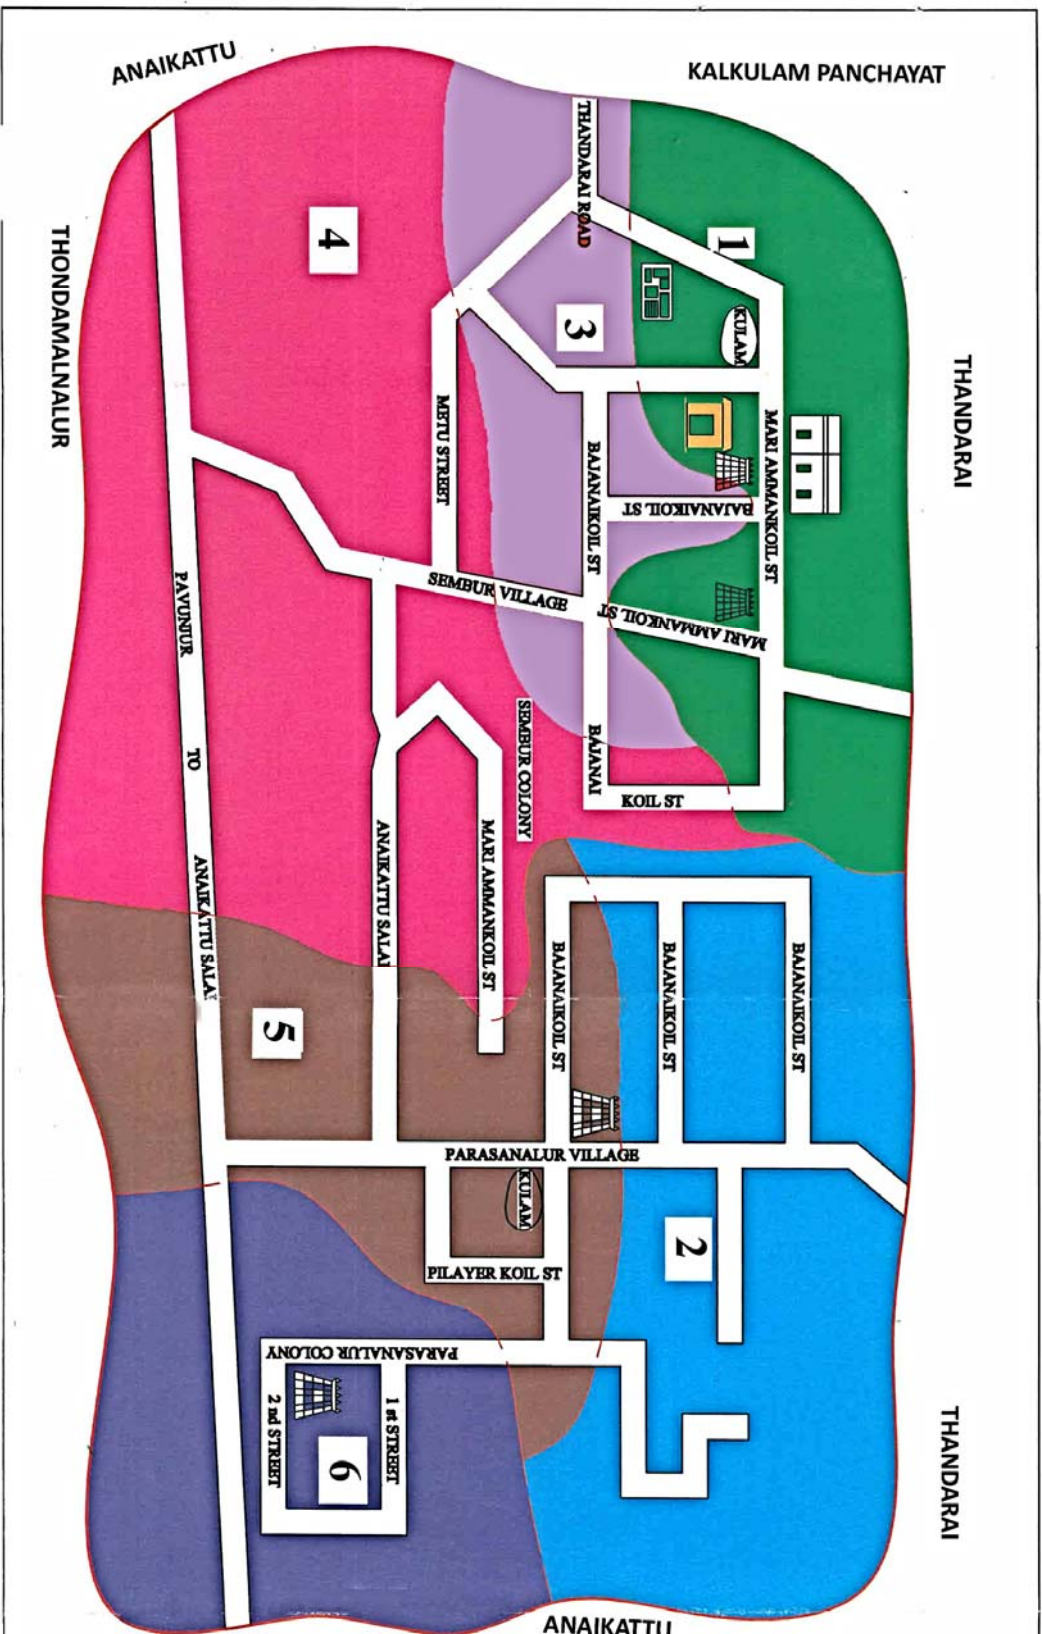 ANAIKATTU
KALKULAM PANCHAYAT
THANDARAI ROAD
1
4
THONDAMALNALUR
KULAM
3
THANDARAI
METU STREET
BAJANAIKOIL ST
BAJANAIKOIL ST
MARI AMMANKOIL ST
SEMBUR VILLAGE
MARI AMMANKOIL ST
PAVUNJUR TO ANAIKATTU SALAI
SEMBUR COLONY
BAJANAI
KOIL ST
ANAIKATTU SALAI
MARI AMMANKOIL ST
BAJANAIKOIL ST
BAJANAIKOIL ST
BAJANAIKOIL ST
5
PARASANALUR VILLAGE
KULAM
2
PILAYER KOIL ST
PARASANALUR COLONY
1 st STREET
2 nd STREET
6
THANDARAI
ANAIKATTU